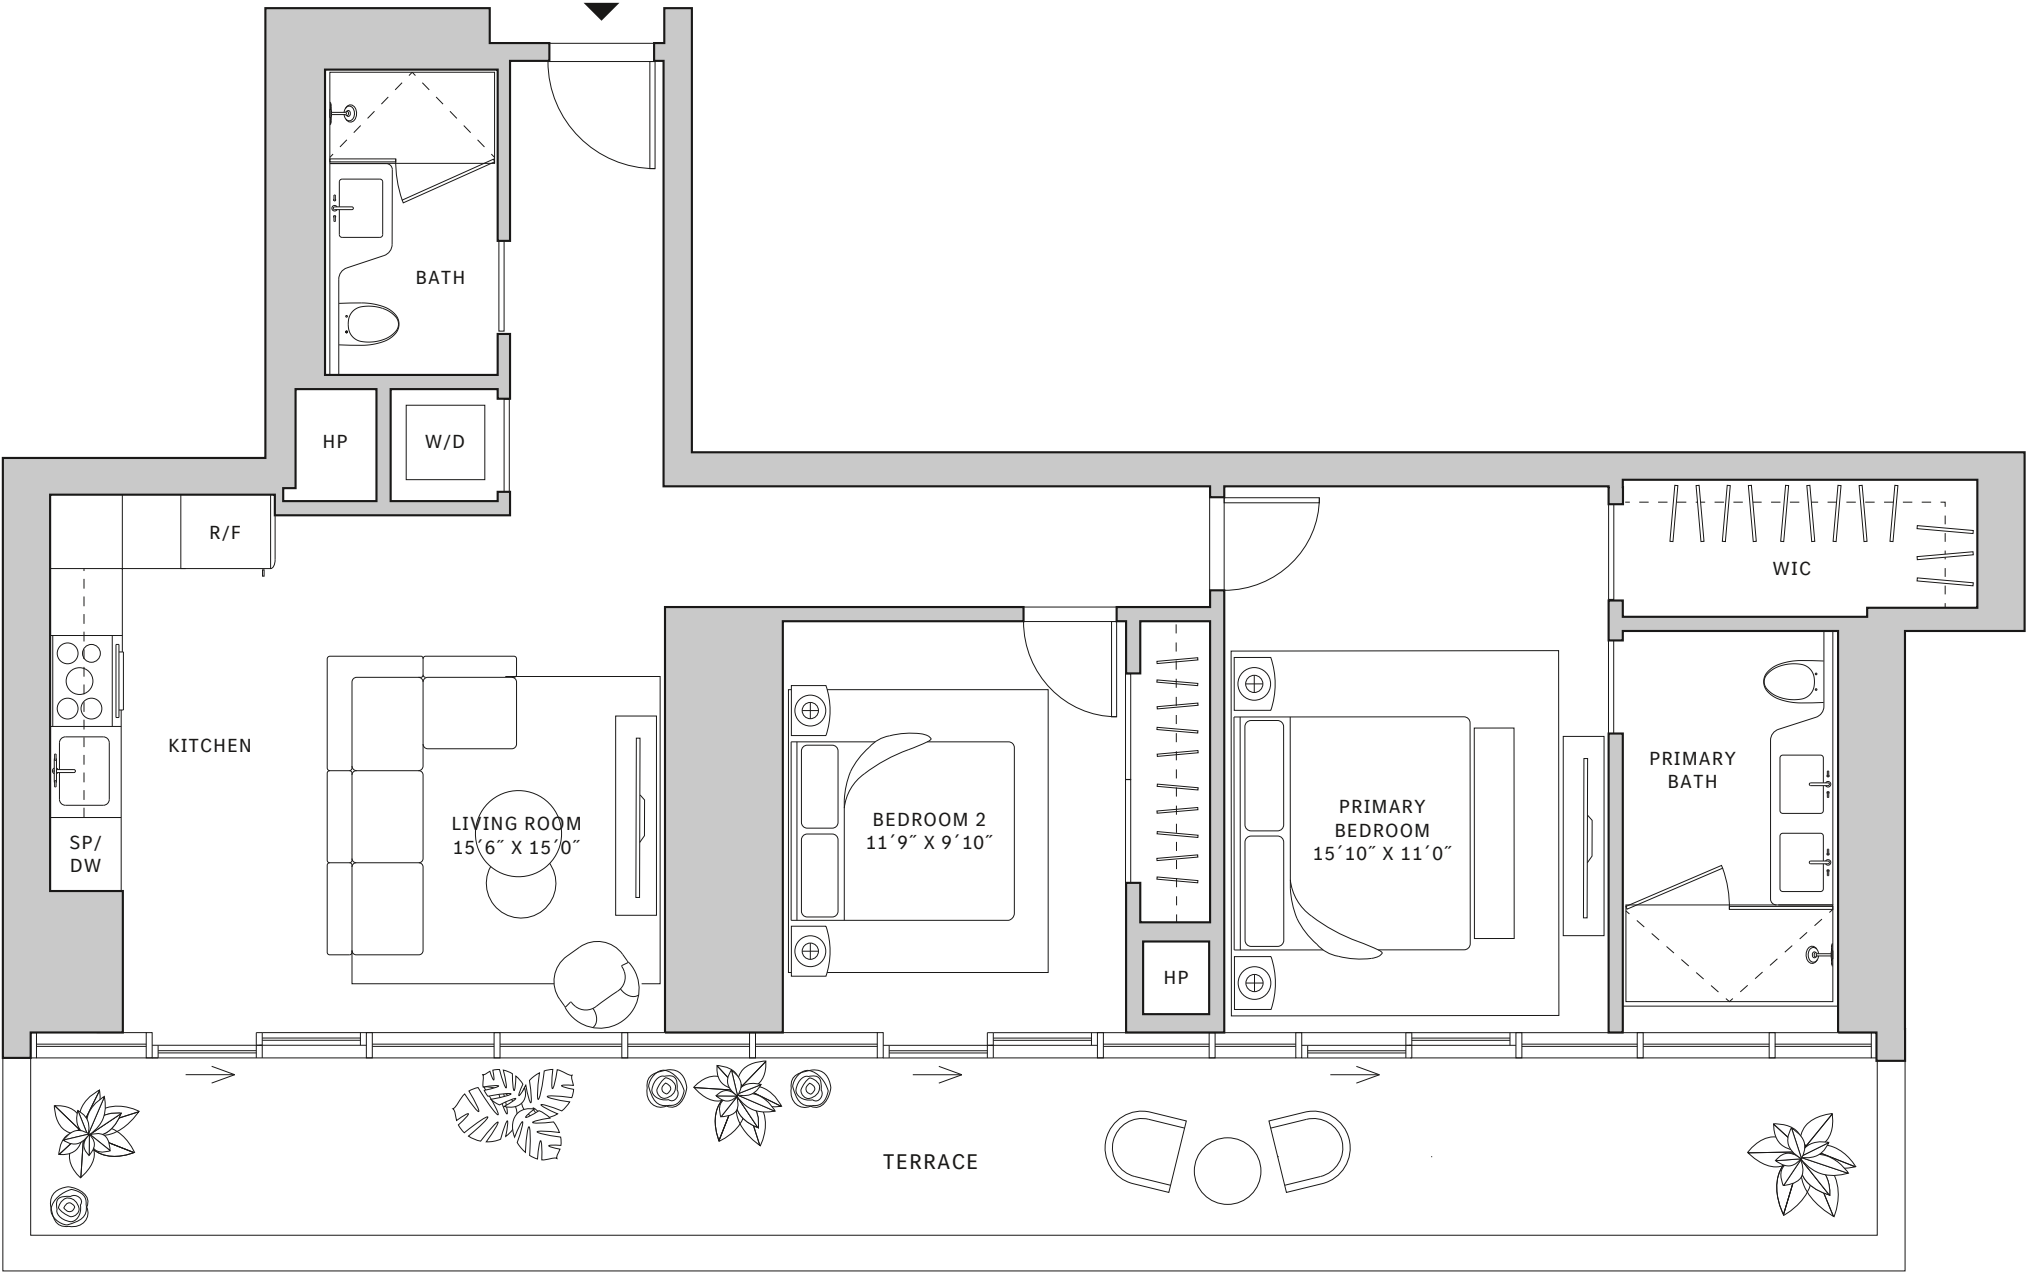 BATH
HP
W/D
R/F
WIC
KITCHEN
PRIMARY
BATH
LIVING ROOM
15´6˝ X 15´0˝
BEDROOM 2
11´9˝ X 9´10˝
PRIMARY
BEDROOM
15´10˝ X 11´0˝
SP/
DW
HP
TERRACE